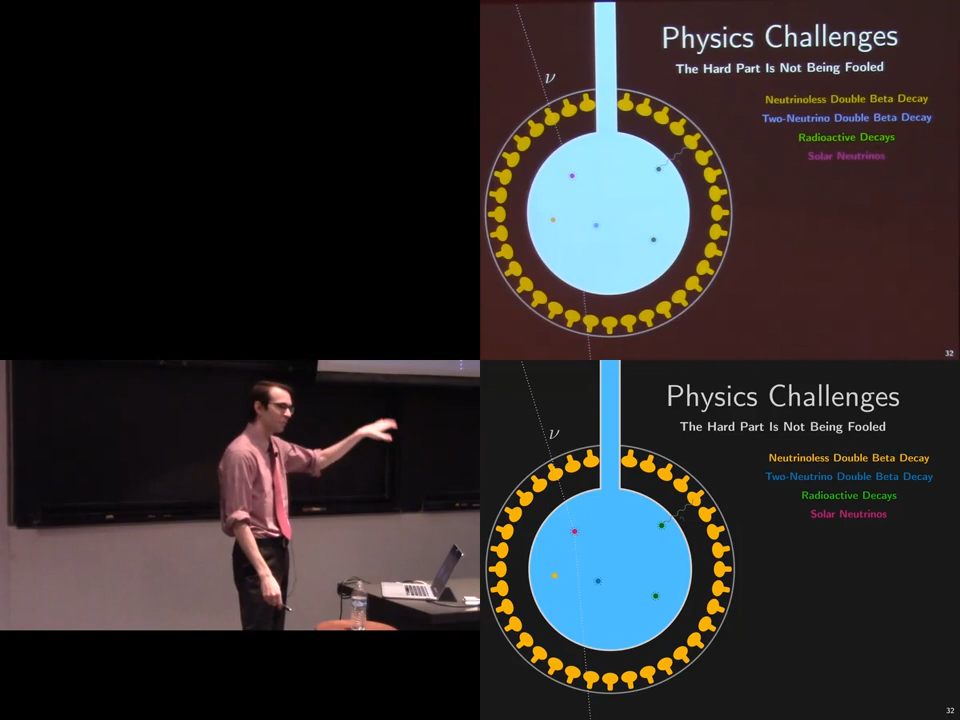 Physics Challenges
The Hard Part Is Not Being Fooled
ν
Neutrinoless Double Beta Decay
Two-Neutrino Double Beta Decay
Radioactive Decays
Solar Neutrinos
32
Physics Challenges
The Hard Part Is Not Being Fooled
ν
Neutrinoless Double Beta Decay
Two-Neutrino Double Beta Decay
Radioactive Decays
Solar Neutrinos
32